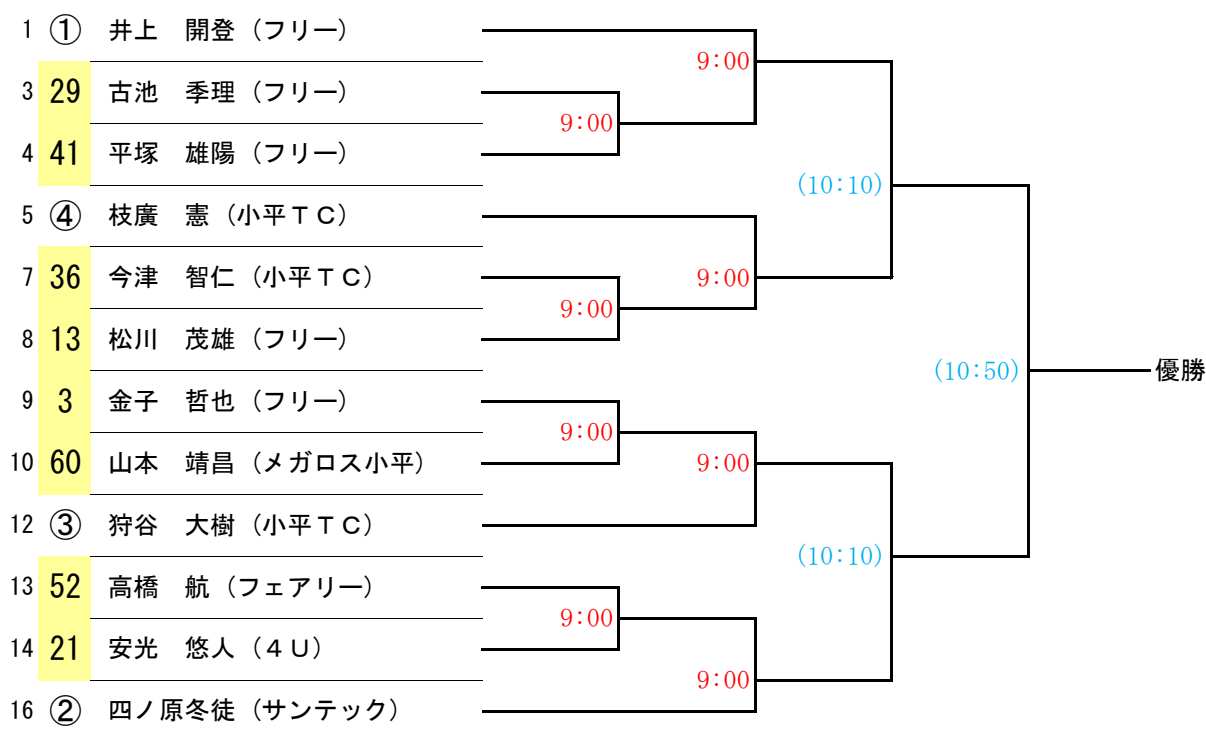 1 ① 井上　開登（フリー）
9:00
3 29 古池　季理（フリー）
9:00
4 41 平塚　雄陽（フリー）
(10:10)
5 ④ 枝廣　憲（小平ＴＣ）
7 36 今津　智仁（小平ＴＣ）
9:00
9:00
8 13 松川　茂雄（フリー）
(10:50) 優勝
9 3 金子　哲也（フリー）
9:00
10 60 山本　靖昌（メガロス小平）
9:00
12 ③ 狩谷　大樹（小平ＴＣ）
(10:10)
13 52 高橋　航（フェアリー）
9:00
14 21 安光　悠人（４Ｕ）
9:00
16 ② 四ノ原冬徒（サンテック）